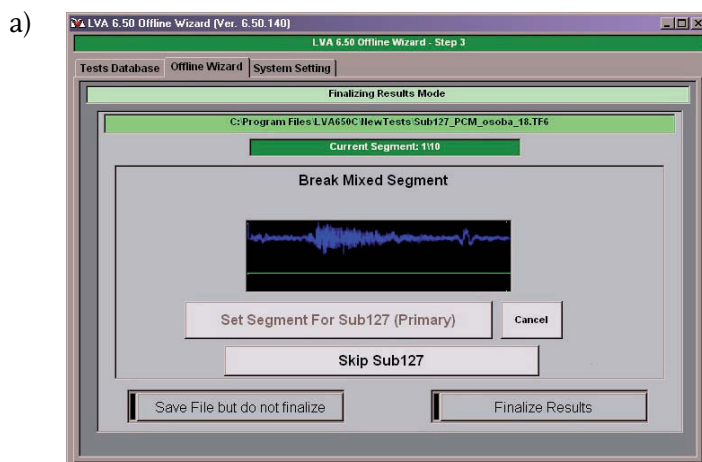 a)
LVA 6.50 Offline Wizard (Ver. 6.50.140)
LVA 6.50 Offline Wizard - Step 3
Tests Database Offline Wizard System Setting
Finalizing Results Mode
C:\Program Files\LVA650C\NewTests\Sub127_PCM_osoba_18.TF6
Current Segment: 1\10
Break Mixed Segment
Set Segment For Sub127 (Primary) Cancel
Skip Sub127
Save File but do not finalize Finalize Results